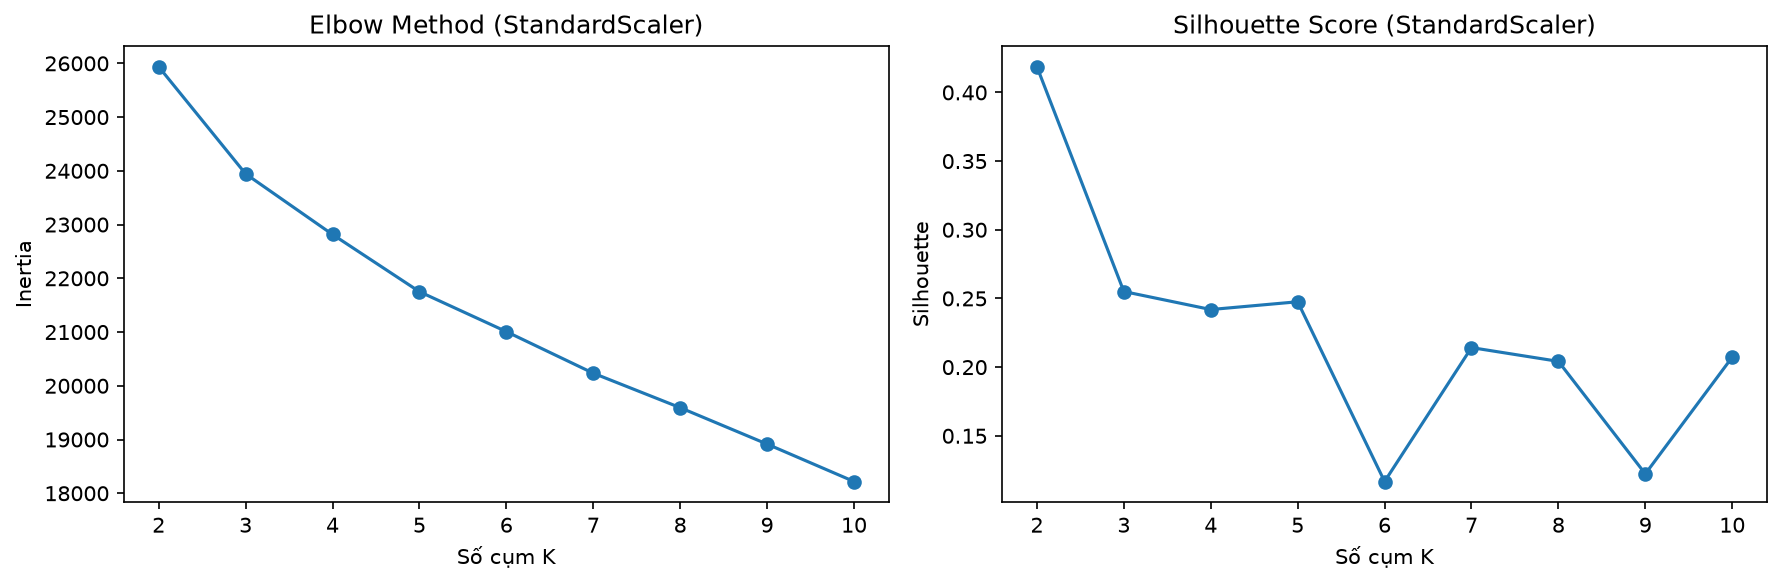 Elbow Method (StandardScaler)
26000
25000
24000
23000
22000
21000
20000
19000
18000
Inertia
2 3 4 5 6 7 8 9 10
Số cụm K
Silhouette Score (StandardScaler)
0.40
0.35
0.30
0.25
0.20
0.15
Silhouette
2 3 4 5 6 7 8 9 10
Số cụm K